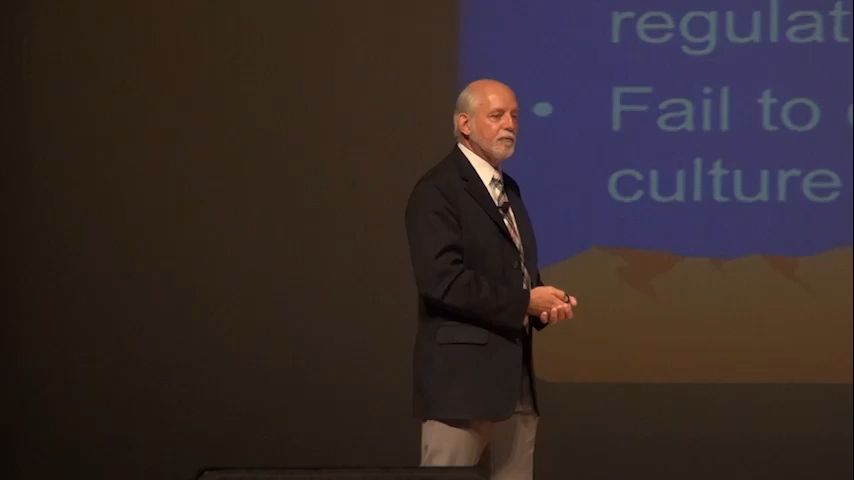 regulat
• Fail to
culture